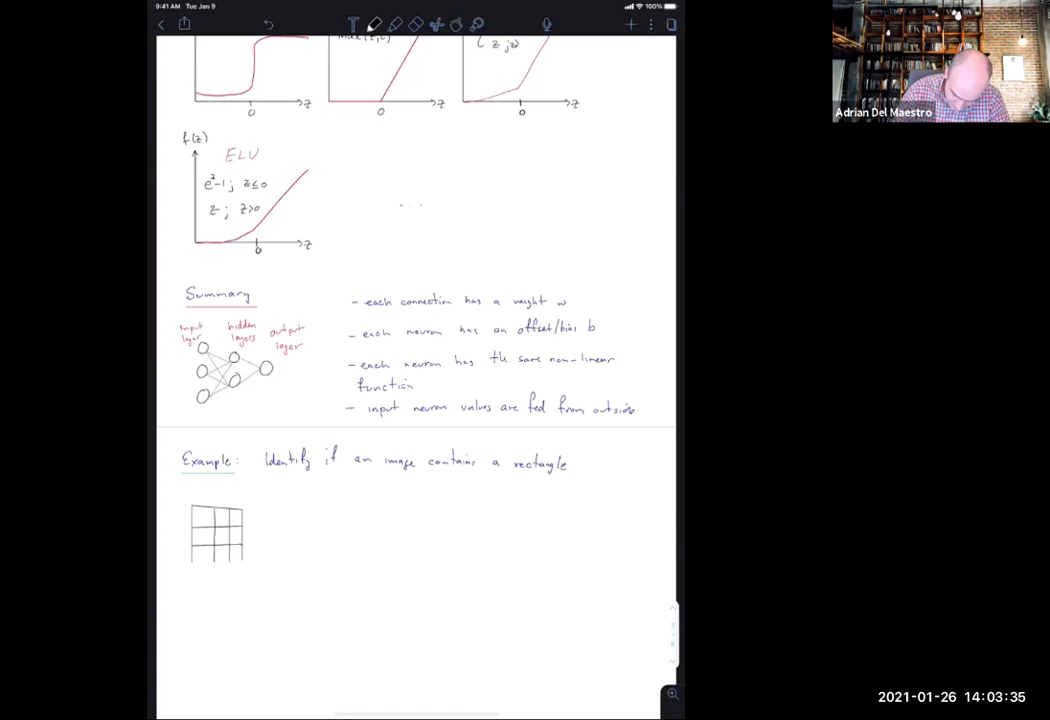 9:41 AM Tue Jan 9
100%
z
0
z
0
z ; z
z
0
f(z)
ELU
e^z-1; z≤0
z ; z>0
z
0
Summary
input layer
hidden layers
output layer
- each connection has a weight w
- each neuron has an offset/bias b
- each neuron has the same non-linear
function
- input neuron values are fed from outside
Example: Identify if an image contains a rectangle
Adrian Del Maestro
2021-01-26 14:03:35